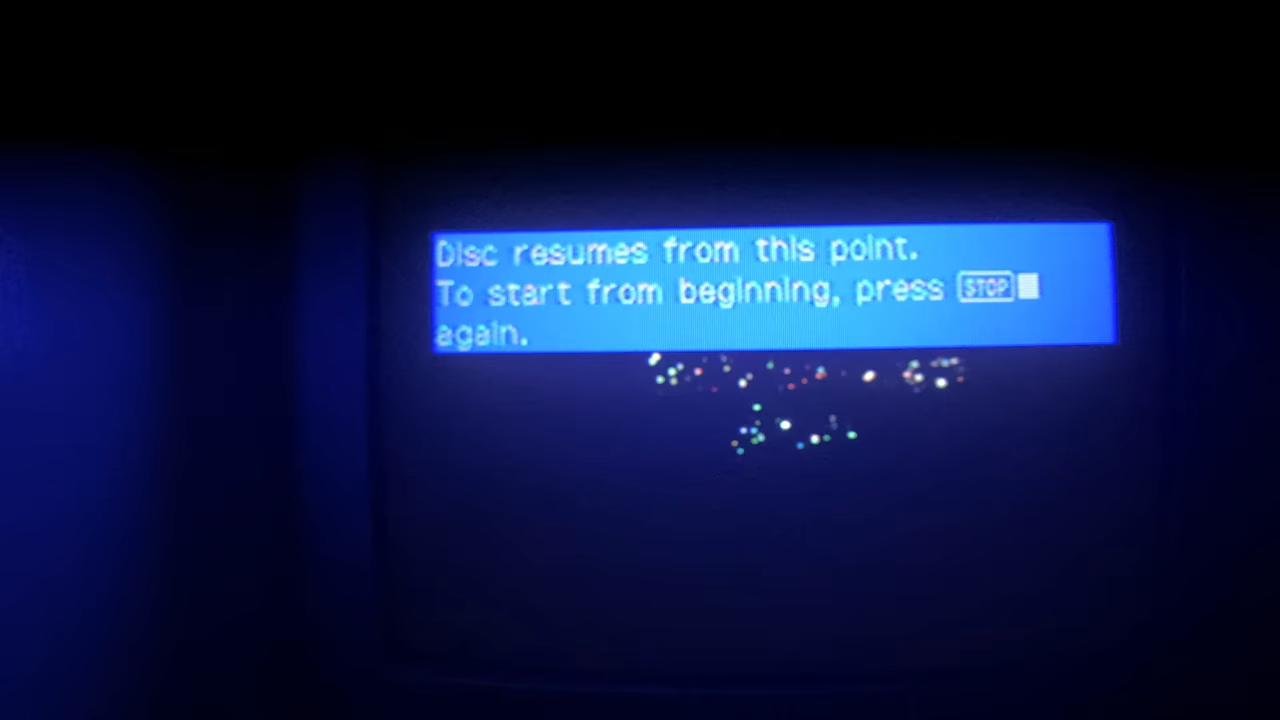 Disc resumes from this point.
To start from beginning, press STOP■
again.